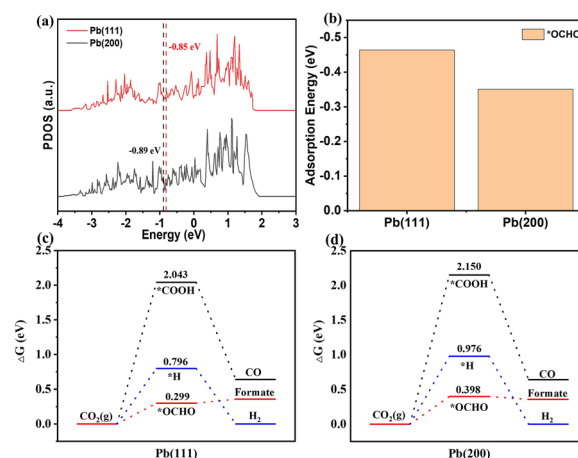 (a)
Pb(111)
Pb(200)
-0.85 eV
-0.89 eV
PDOS (a.u.)
-4 -3 -2 -1 0 1 2 3
Energy (eV)
(b)
*OCHO
Adsorption Energy (eV)
-0.5
-0.4
-0.3
-0.2
-0.1
0.0
Pb(111) Pb(200)
(c)
2.043
*COOH
0.796
*H
0.299
*OCHO
CO2(g)
CO
Formate
H2
ΔG (eV)
2.5
2.0
1.5
1.0
0.5
0.0
Pb(111)
(d)
2.150
*COOH
0.976
*H
0.398
*OCHO
CO2(g)
CO
Formate
H2
ΔG (eV)
2.5
2.0
1.5
1.0
0.5
0.0
Pb(200)